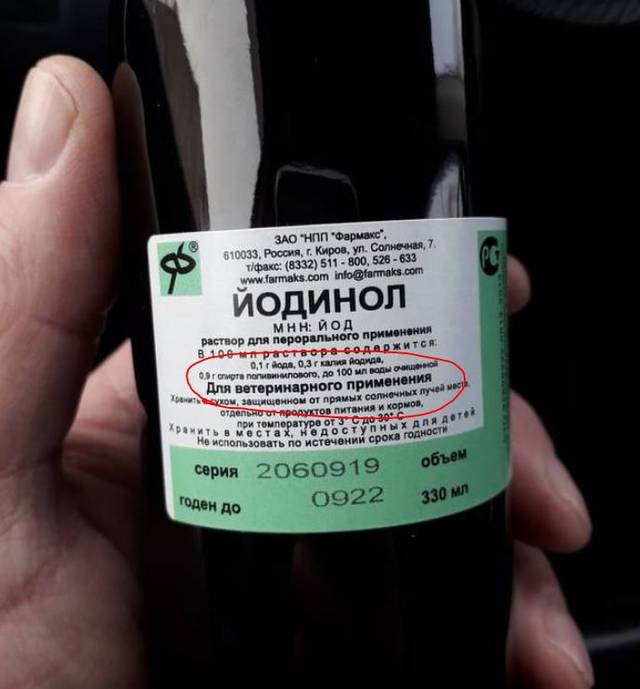 ЗАО "НПП "Фармакс",
610033, Россия, г. Киров, ул. Солнечная, 7.
т/факс: (8332) 511 - 800, 526 - 633
www.farmaks.com info@farmaks.com
®
ЙОДИНОЛ
МНН: ЙОД
раствор для перорального применения
В 100 мл раствора содержится:
0,1 г йода, 0,3 г калия йодида,
0,9 г спирта поливинилового, до 100 мл воды очищенной
Для ветеринарного применения
Хранить в сухом, защищенном от прямых солнечных лучей месте,
отдельно от продуктов питания и кормов,
при температуре от 3° С до 30° С
Хранить в местах, недоступных для детей
Не использовать по истечении срока годности
серия 2060919 объем
годен до 0922 330 мл